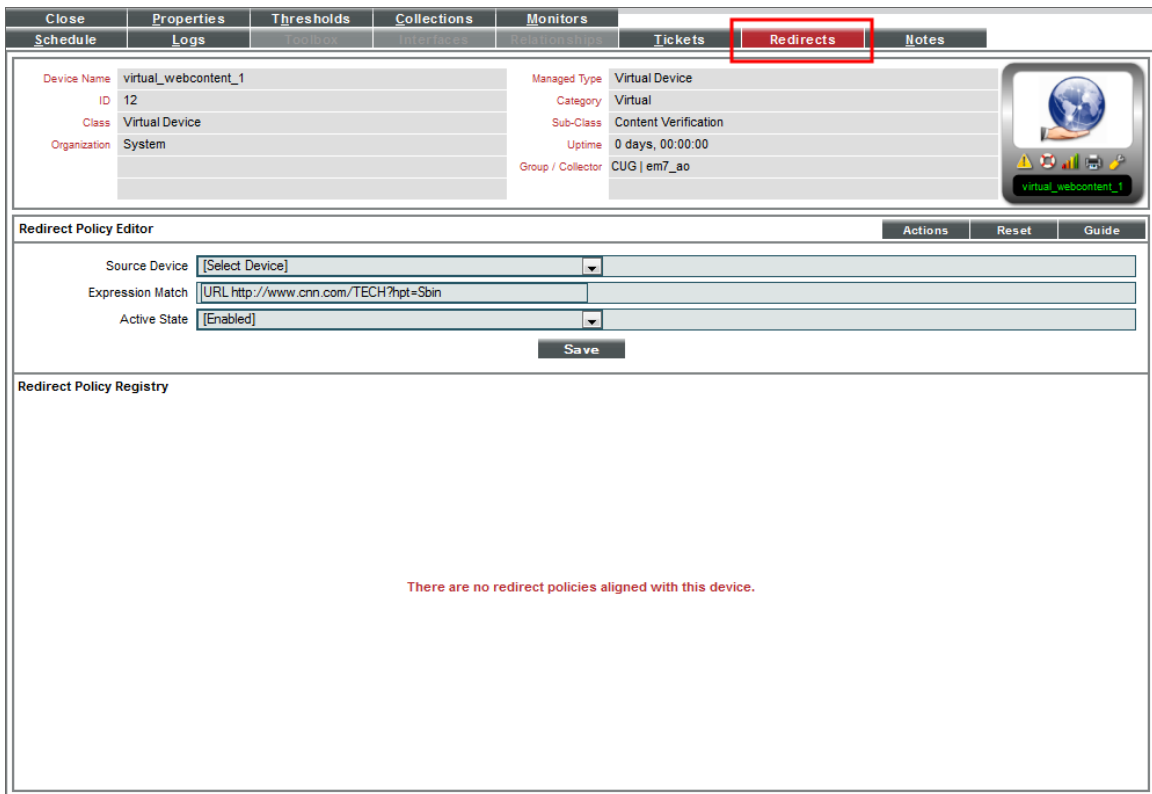 Close Properties Thresholds Collections Monitors
Schedule Logs Toolbox Interfaces Relationships Tickets Redirects Notes
Device Name virtual_webcontent_1 Managed Type Virtual Device
ID 12 Category Virtual
Class Virtual Device Sub-Class Content Verification
Organization System Uptime 0 days, 00:00:00
Group / Collector CUG | em7_ao
virtual_webcontent_1
Redirect Policy Editor Actions Reset Guide
Source Device [Select Device]
Expression Match URL http://www.cnn.com/TECH?hpt=Sbin
Active State [Enabled]
Save
Redirect Policy Registry
There are no redirect policies aligned with this device.